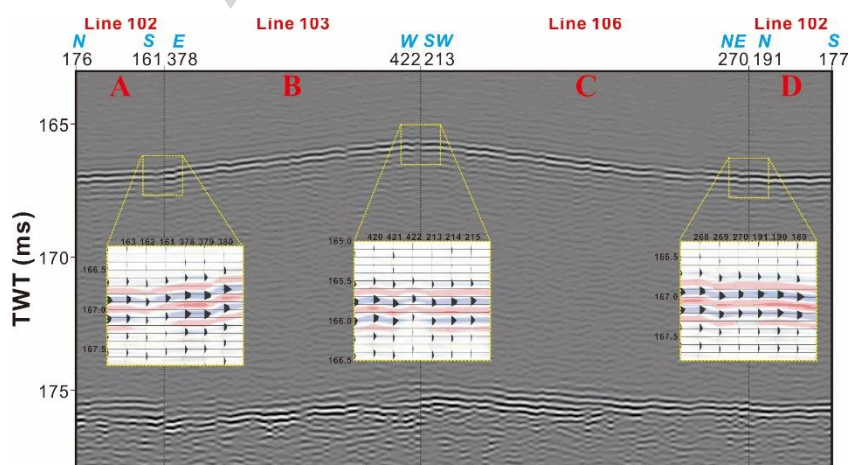 Line 102 Line 103 Line 106 Line 102
N S E W SW NE N S
176 161 378 422 213 270 191 177
A B C D
165
170
175
TWT (ms)
163 162 161 378 379 380
166.5
167.0
167.5
420 421 422 213 214 215
165.0
165.5
166.0
166.5
268 269 270 191 190 189
166.5
167.0
167.5